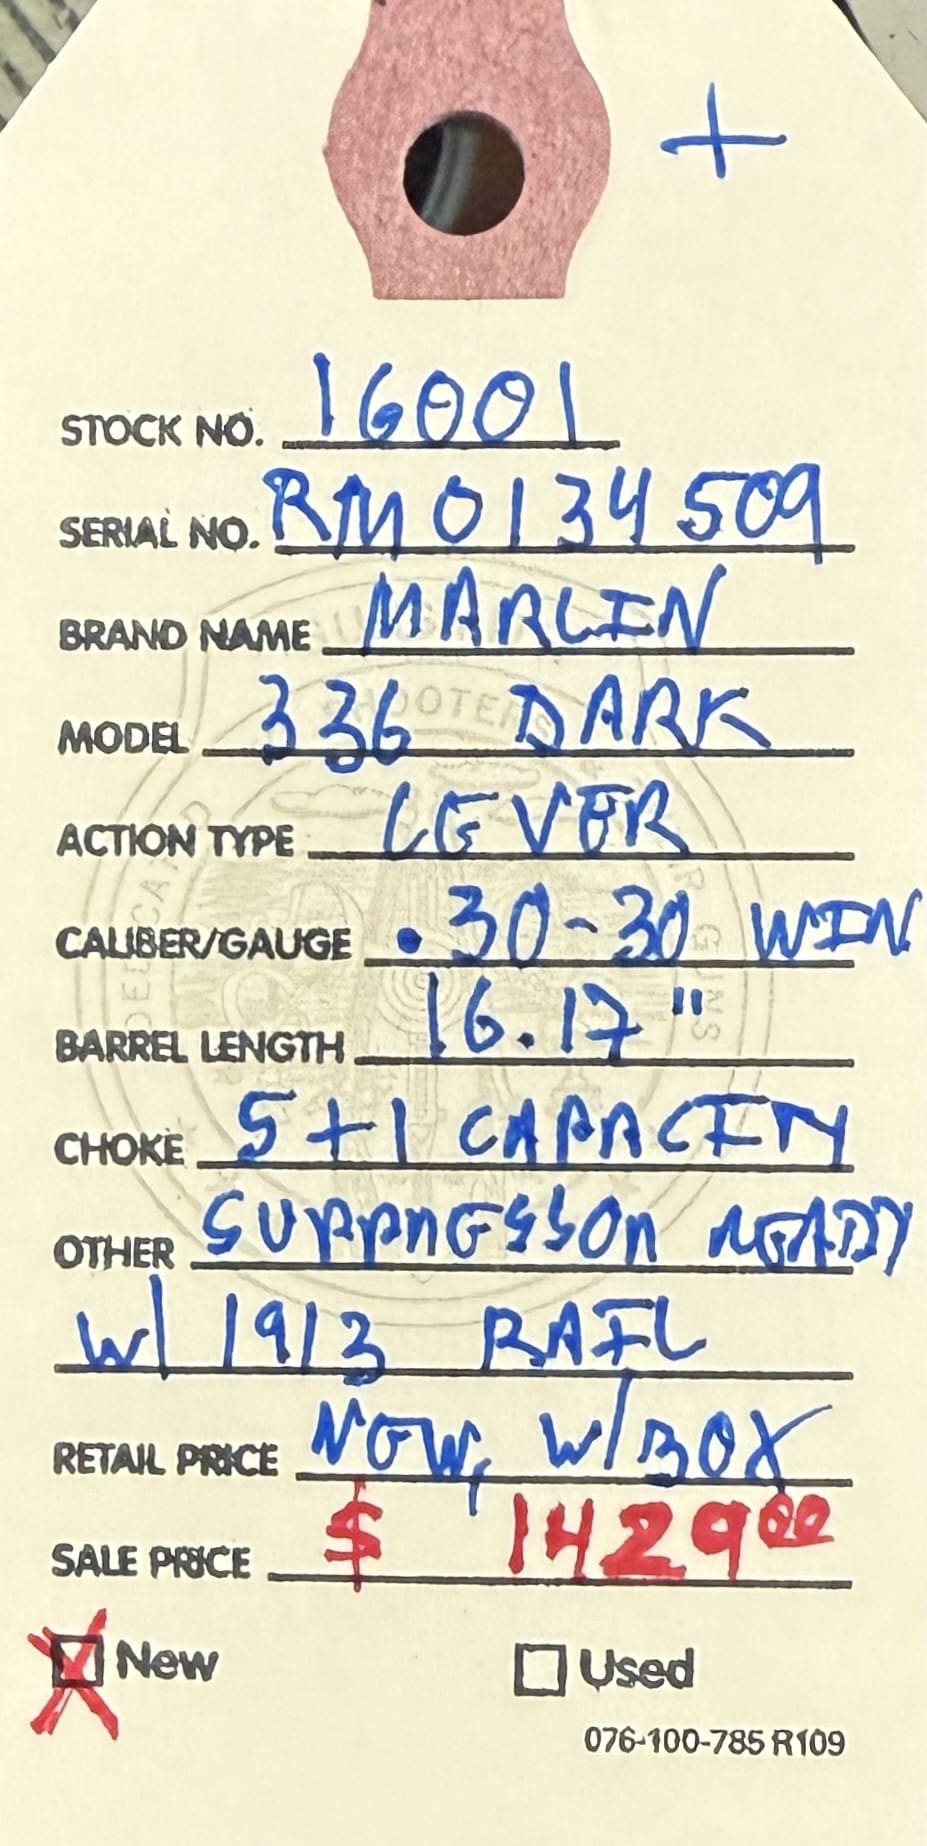 +
STOCK NO. 16001
SERIAL NO. RM0134509
BRAND NAME MARLIN
MODEL 336 DARK
ACTION TYPE LEVER
CALIBER/GAUGE .30-30 WIN
BARREL LENGTH 16.17"
CHOKE 5+1 CAPACITY
OTHER SUPPRESSOR READY
W/ 1913 RAIL
RETAIL PRICE NEW, W/BOX
SALE PRICE $ 1429.00
New Used
076-100-785 R109